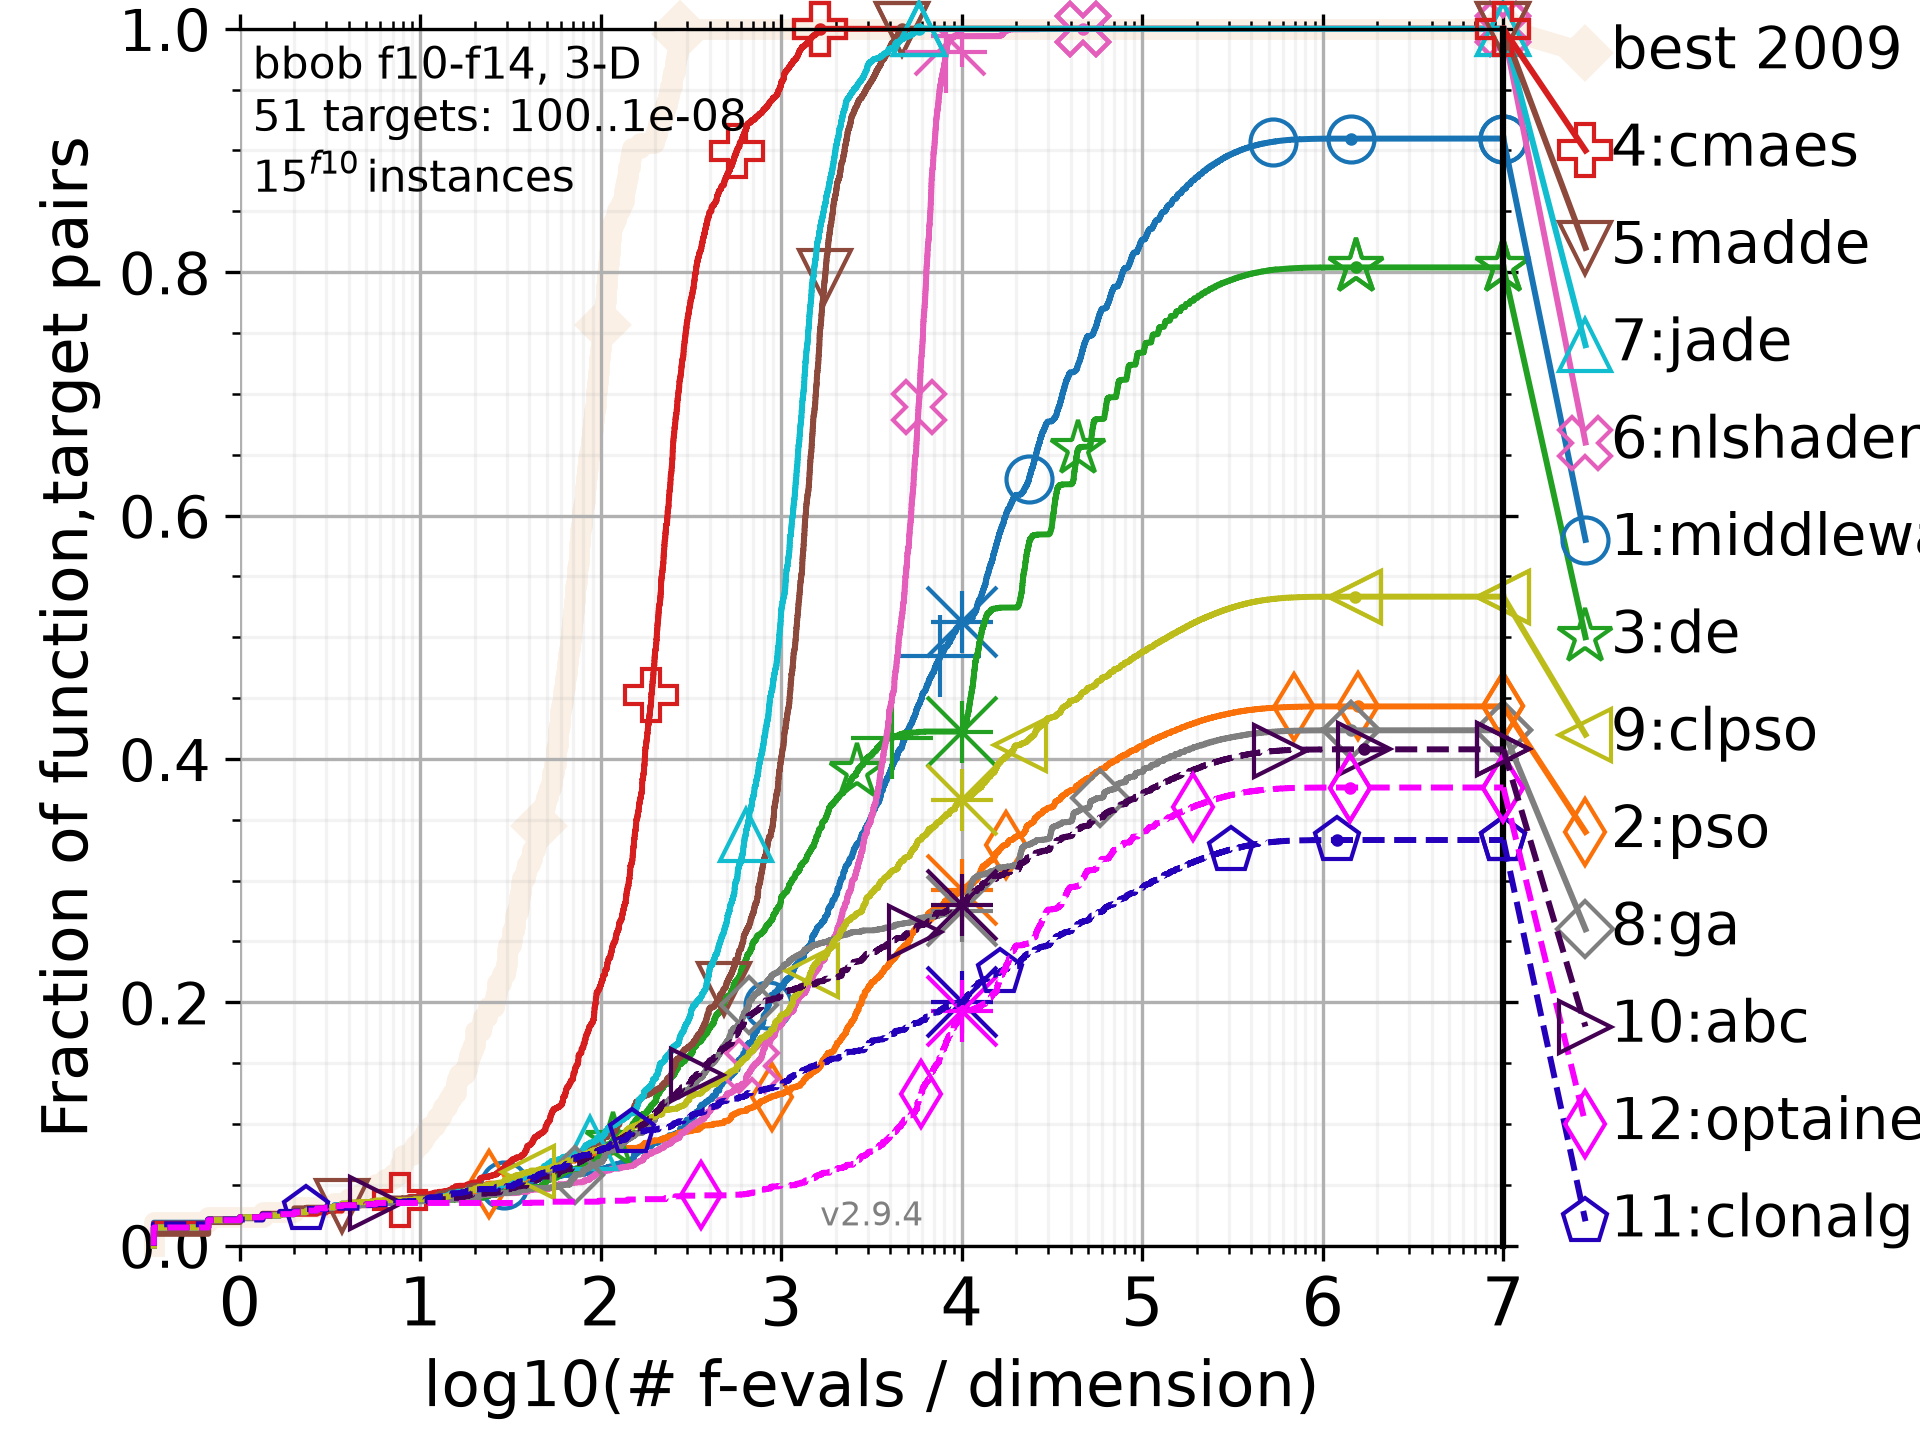 1.0
0.8
0.6
0.4
0.2
0.0
Fraction of function,target pairs
bbob f10-f14, 3-D
51 targets: 100..1e-08
15 f10 instances
v2.9.4
0 1 2 3 4 5 6 7
log10(# f-evals / dimension)
best 2009
4:cmaes
5:madde
7:jade
6:nlshader
1:middlewa
3:de
9:clpso
2:pso
8:ga
10:abc
12:optaine
11:clonalg